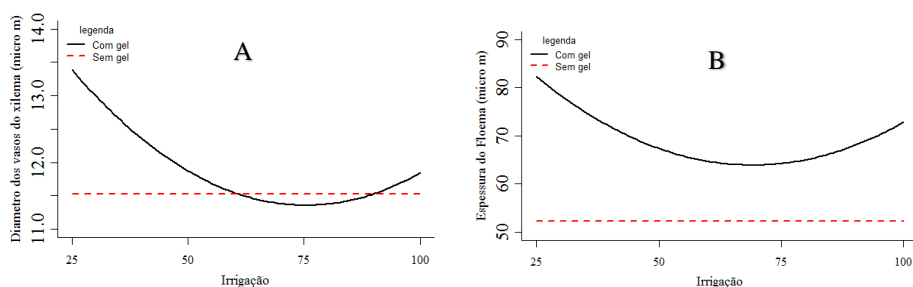 14.0
13.0
12.0
11.0
Diametro dos vasos do xilema (micro m)
legenda
Com gel
Sem gel
A
25
50
75
100
Irrigação
90
80
70
60
50
Espessura do Floema (micro m)
legenda
Com gel
Sem gel
B
25
50
75
100
Irrigação